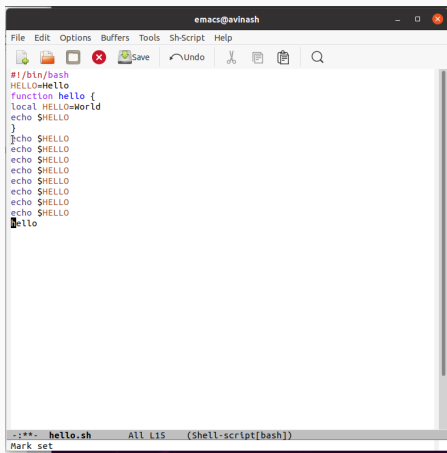 emacs@avinash
File Edit Options Buffers Tools Sh-Script Help
Save Undo
#!/bin/bash
HELLO=Hello
function hello {
local HELLO=World
echo $HELLO
}
echo $HELLO
echo $HELLO
echo $HELLO
echo $HELLO
echo $HELLO
echo $HELLO
echo $HELLO
echo $HELLO
hello
-:**- hello.sh All L15 (Shell-script[bash])
Mark set